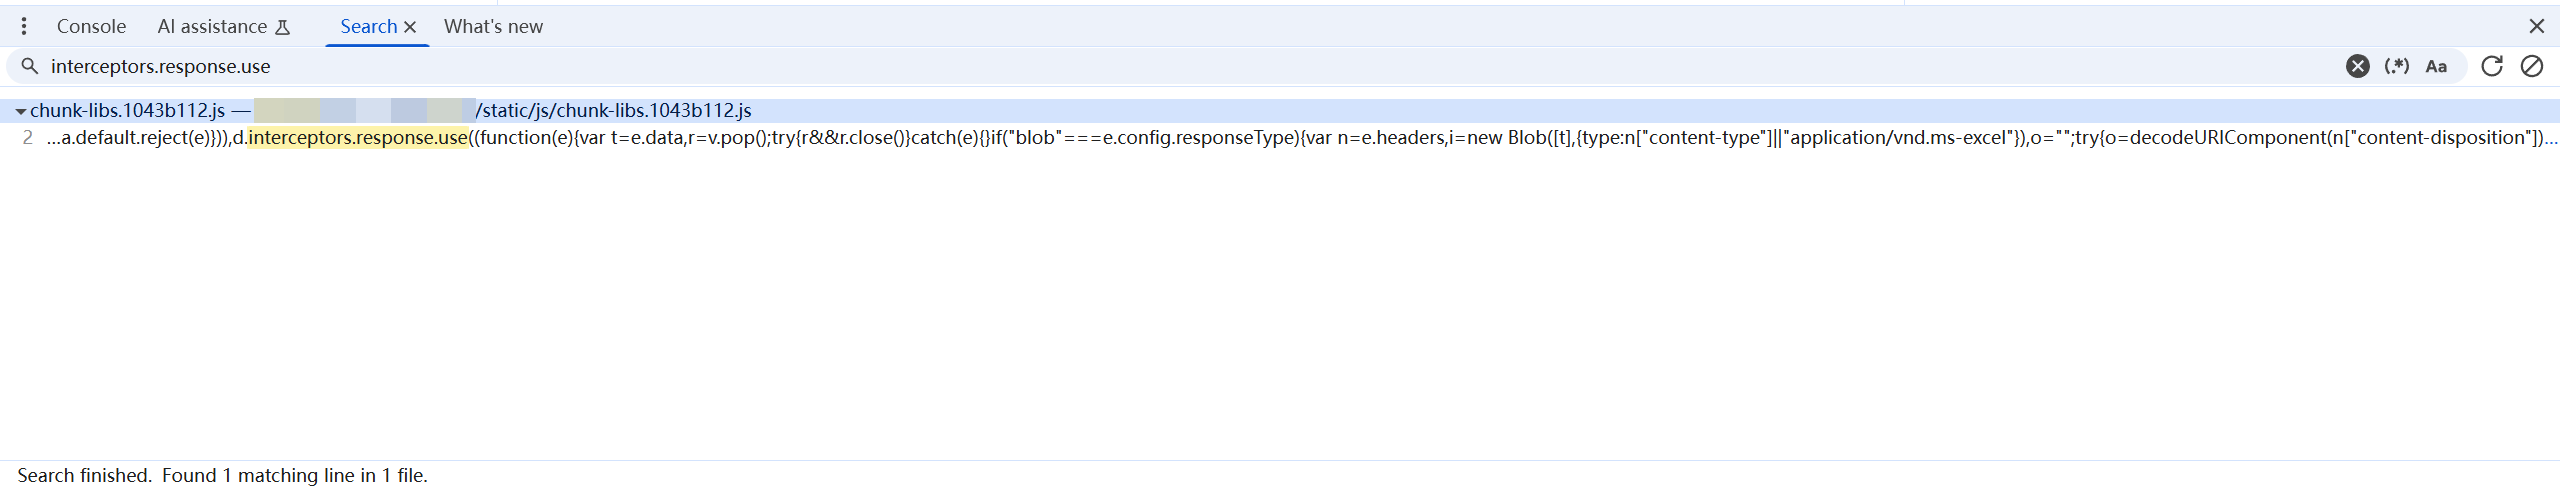 Console AI assistance Search What's new
interceptors.response.use (.*) Aa
chunk-libs.1043b112.js — /static/js/chunk-libs.1043b112.js
2 …a.default.reject(e)})),d.interceptors.response.use((function(e){var t=e.data,r=v.pop();try{r&&r.close()}catch(e){}if("blob"===e.config.responseType){var n=e.headers,i=new Blob([t],{type:n["content-type"]||"application/vnd.ms-excel"}),o="";try{o=decodeURIComponent(n["content-disposition"])…
Search finished. Found 1 matching line in 1 file.